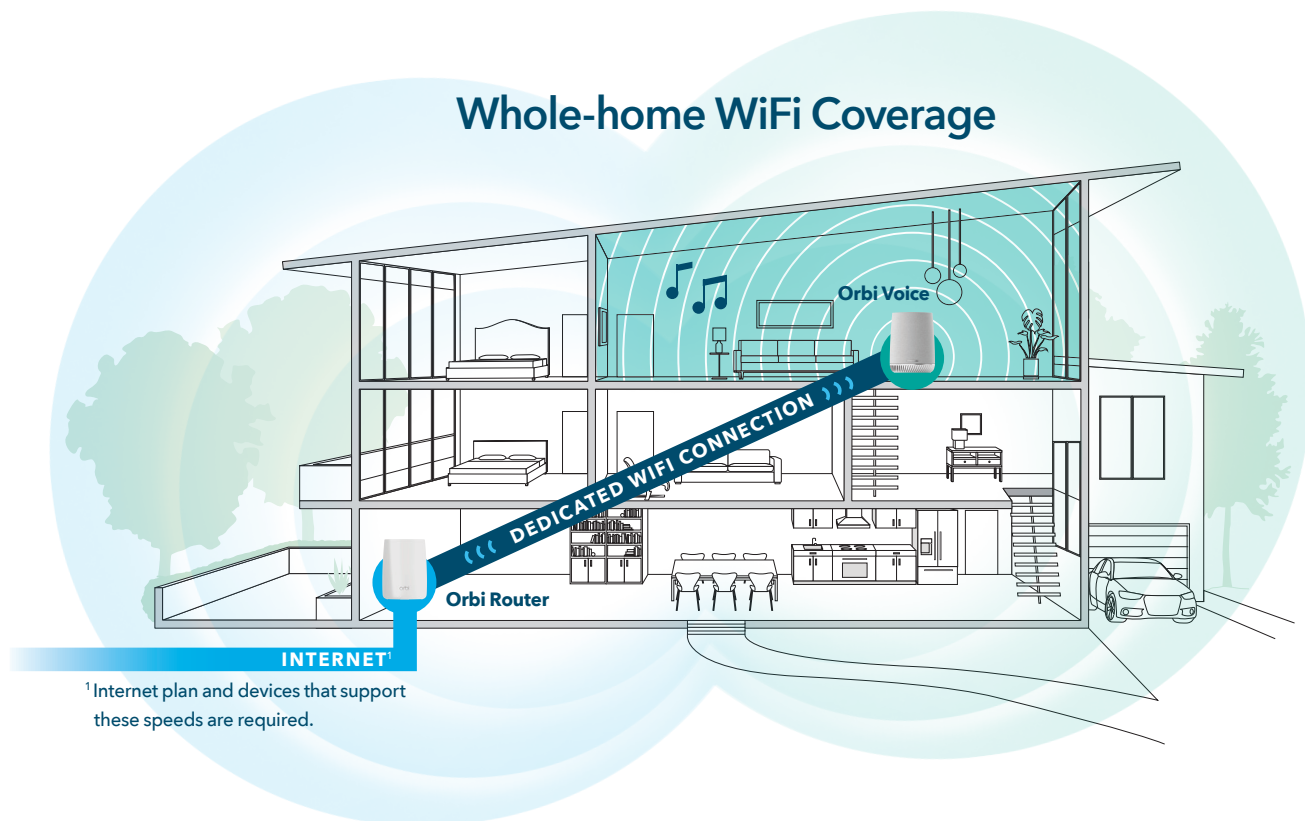 Whole-home WiFi Coverage
Orbi Voice
DEDICATED WIFI CONNECTION
Orbi Router
INTERNET¹
¹ Internet plan and devices that support
these speeds are required.